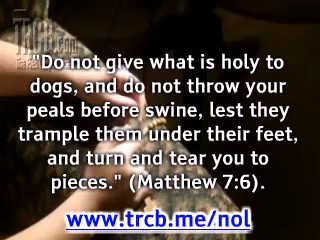 "Do not give what is holy to
dogs, and do not throw your
peals before swine, lest they
trample them under their feet,
and turn and tear you to
pieces." (Matthew 7:6).
www.trcb.me/nol